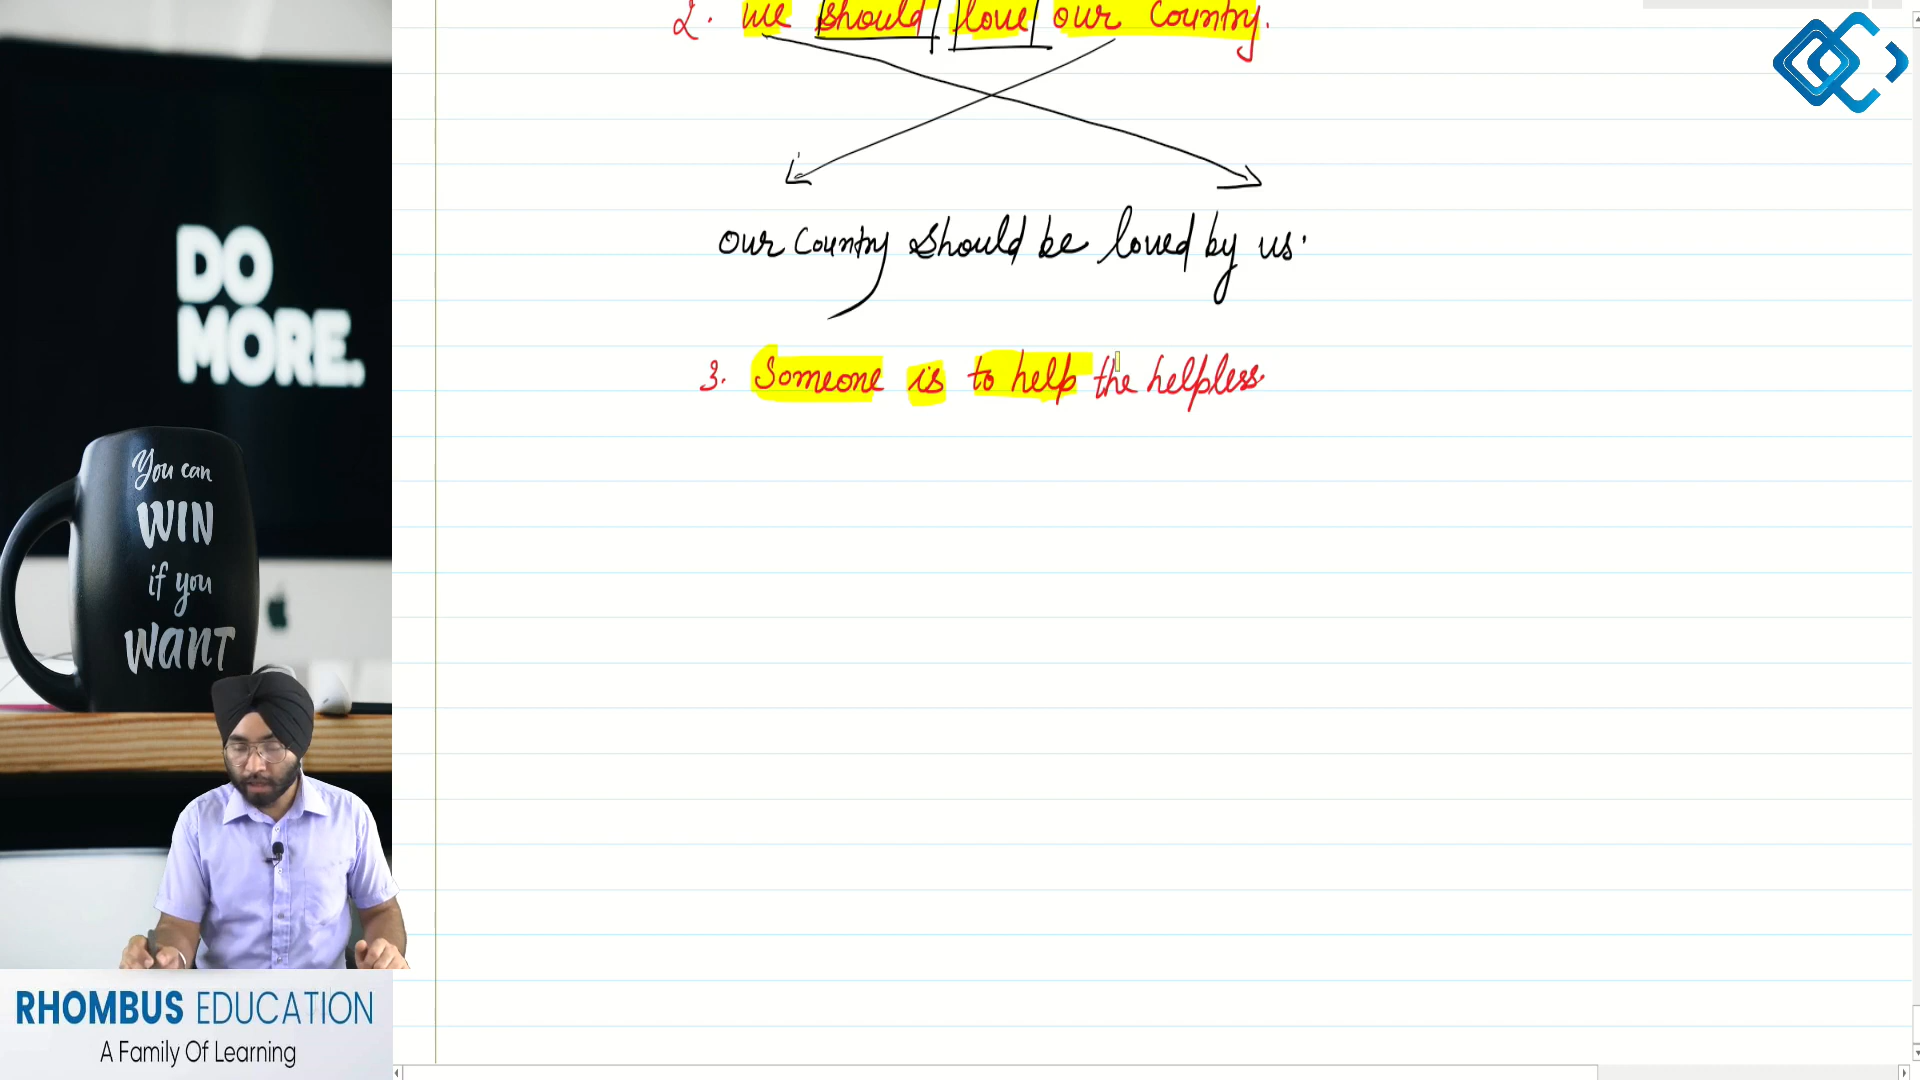 2. We should love our Country.
DO
MORE.
our Country should be loved by us.
3. Someone is to help the helpless.
You can
WIN
if you
WANT
RHOMBUS EDUCATION
A Family Of Learning